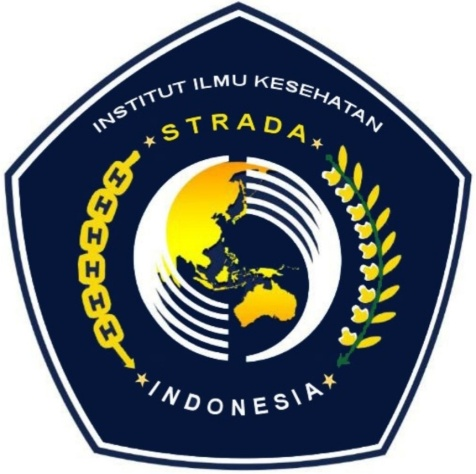 INSTITUT ILMU KESEHATAN
STRADA
INDONESIA